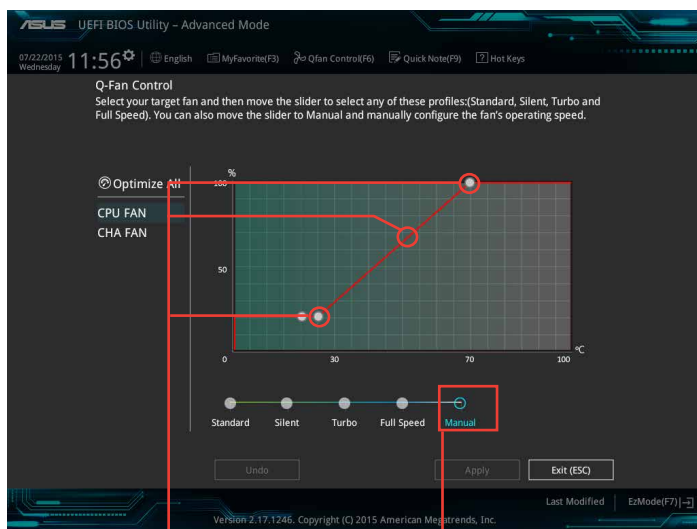 ASUS UEFI BIOS Utility – Advanced Mode
07/22/2015
Wednesday
11:56 English MyFavorite(F3) Qfan Control(F6) Quick Note(F9) ? Hot Keys
Q-Fan Control
Select your target fan and then move the slider to select any of these profiles:(Standard, Silent, Turbo and
Full Speed). You can also move the slider to Manual and manually configure the fan's operating speed.
Optimize All
CPU FAN
CHA FAN
%
100
50
0 30 70 100 °C
Standard Silent Turbo Full Speed Manual
Undo Apply Exit (ESC)
Last Modified EzMode(F7)
Version 2.17.1246. Copyright (C) 2015 American Megatrends, Inc.